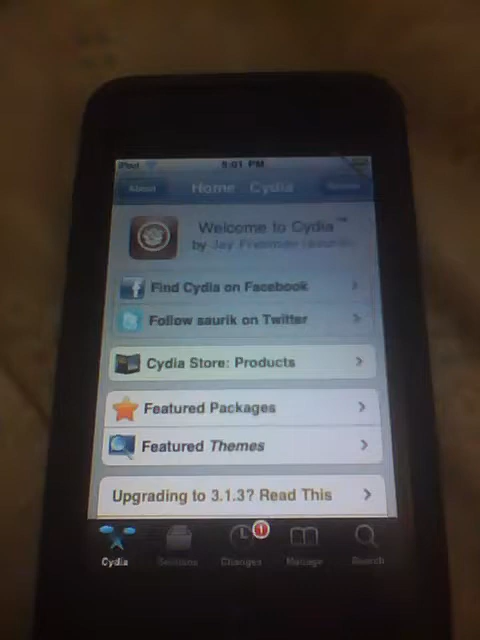 iPod 5:01 PM
About Home Cydia
Welcome to Cydia™
by Jay Freeman (saurik)
Find Cydia on Facebook
Follow saurik on Twitter
Cydia Store: Products
Featured Packages
Featured Themes
Upgrading to 3.1.3? Read This
1
Cydia Sections Changes Manage Search